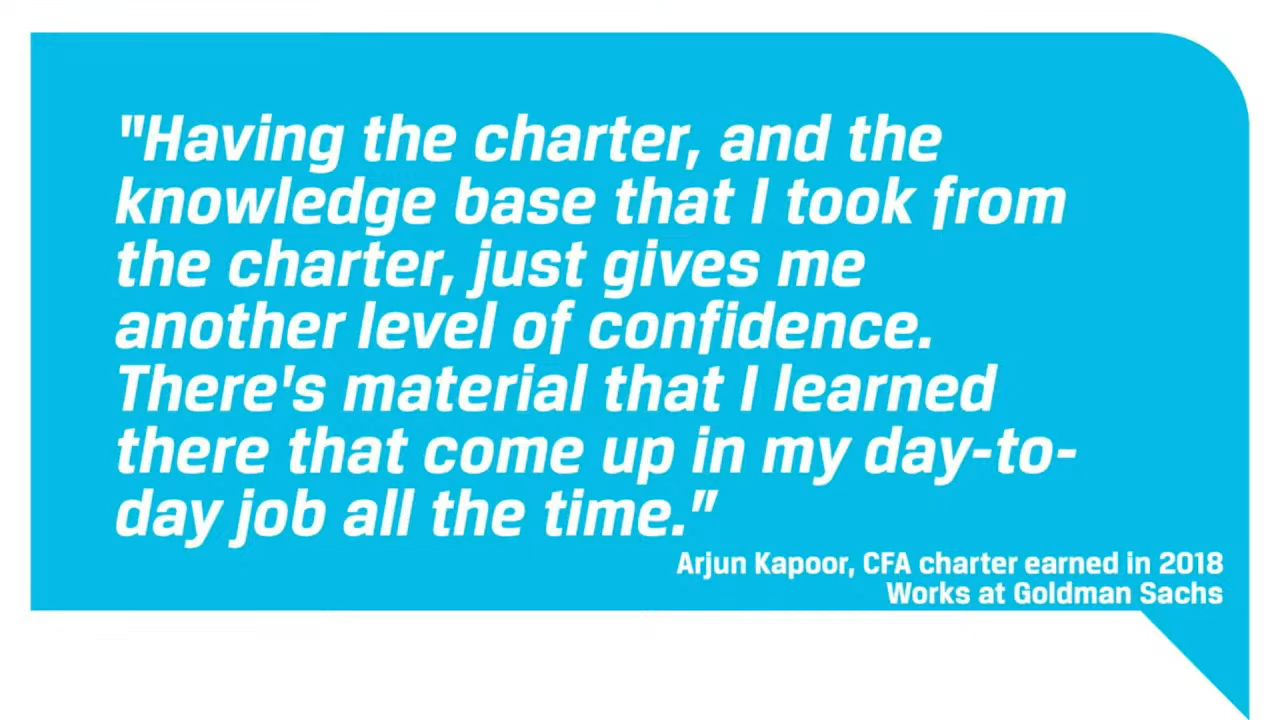 "Having the charter, and the
knowledge base that I took from
the charter, just gives me
another level of confidence.
There's material that I learned
there that come up in my day-to-
day job all the time.”
Arjun Kapoor, CFA charter earned in 2018
Works at Goldman Sachs